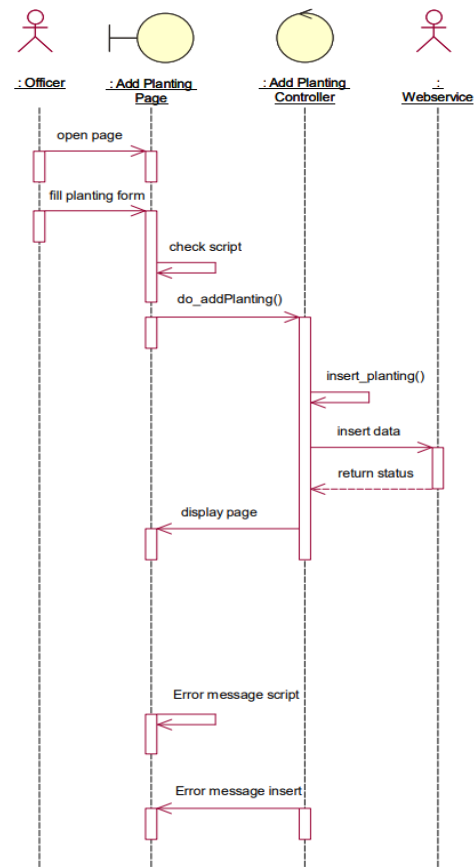 : Officer
: Add Planting
Page
: Add Planting
Controller
:
Webservice
open page
fill planting form
check script
do_addPlanting()
insert_planting()
insert data
return status
display page
Error message script
Error message insert